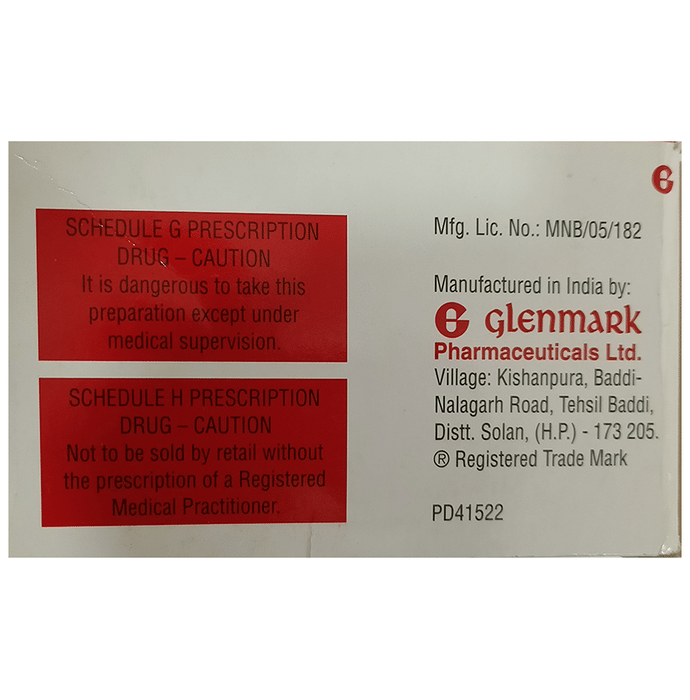 SCHEDULE G PRESCRIPTION
DRUG – CAUTION
It is dangerous to take this
preparation except under
medical supervision.
SCHEDULE H PRESCRIPTION
DRUG – CAUTION
Not to be sold by retail without
the prescription of a Registered
Medical Practitioner.
Mfg. Lic. No.: MNB/05/182
Manufactured in India by:
G glenmark
Pharmaceuticals Ltd.
Village: Kishanpura, Baddi-
Nalagarh Road, Tehsil Baddi,
Distt. Solan, (H.P.) - 173 205.
® Registered Trade Mark
PD41522
G